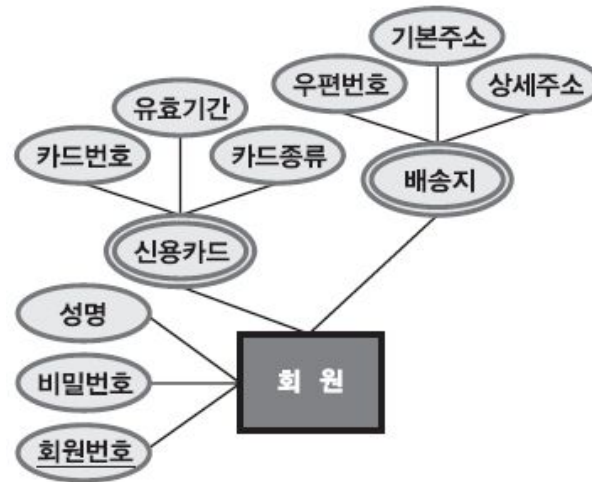 기본주소
우편번호
상세주소
유효기간
카드번호
카드종류
배송지
신용카드
성명
회 원
비밀번호
회원번호